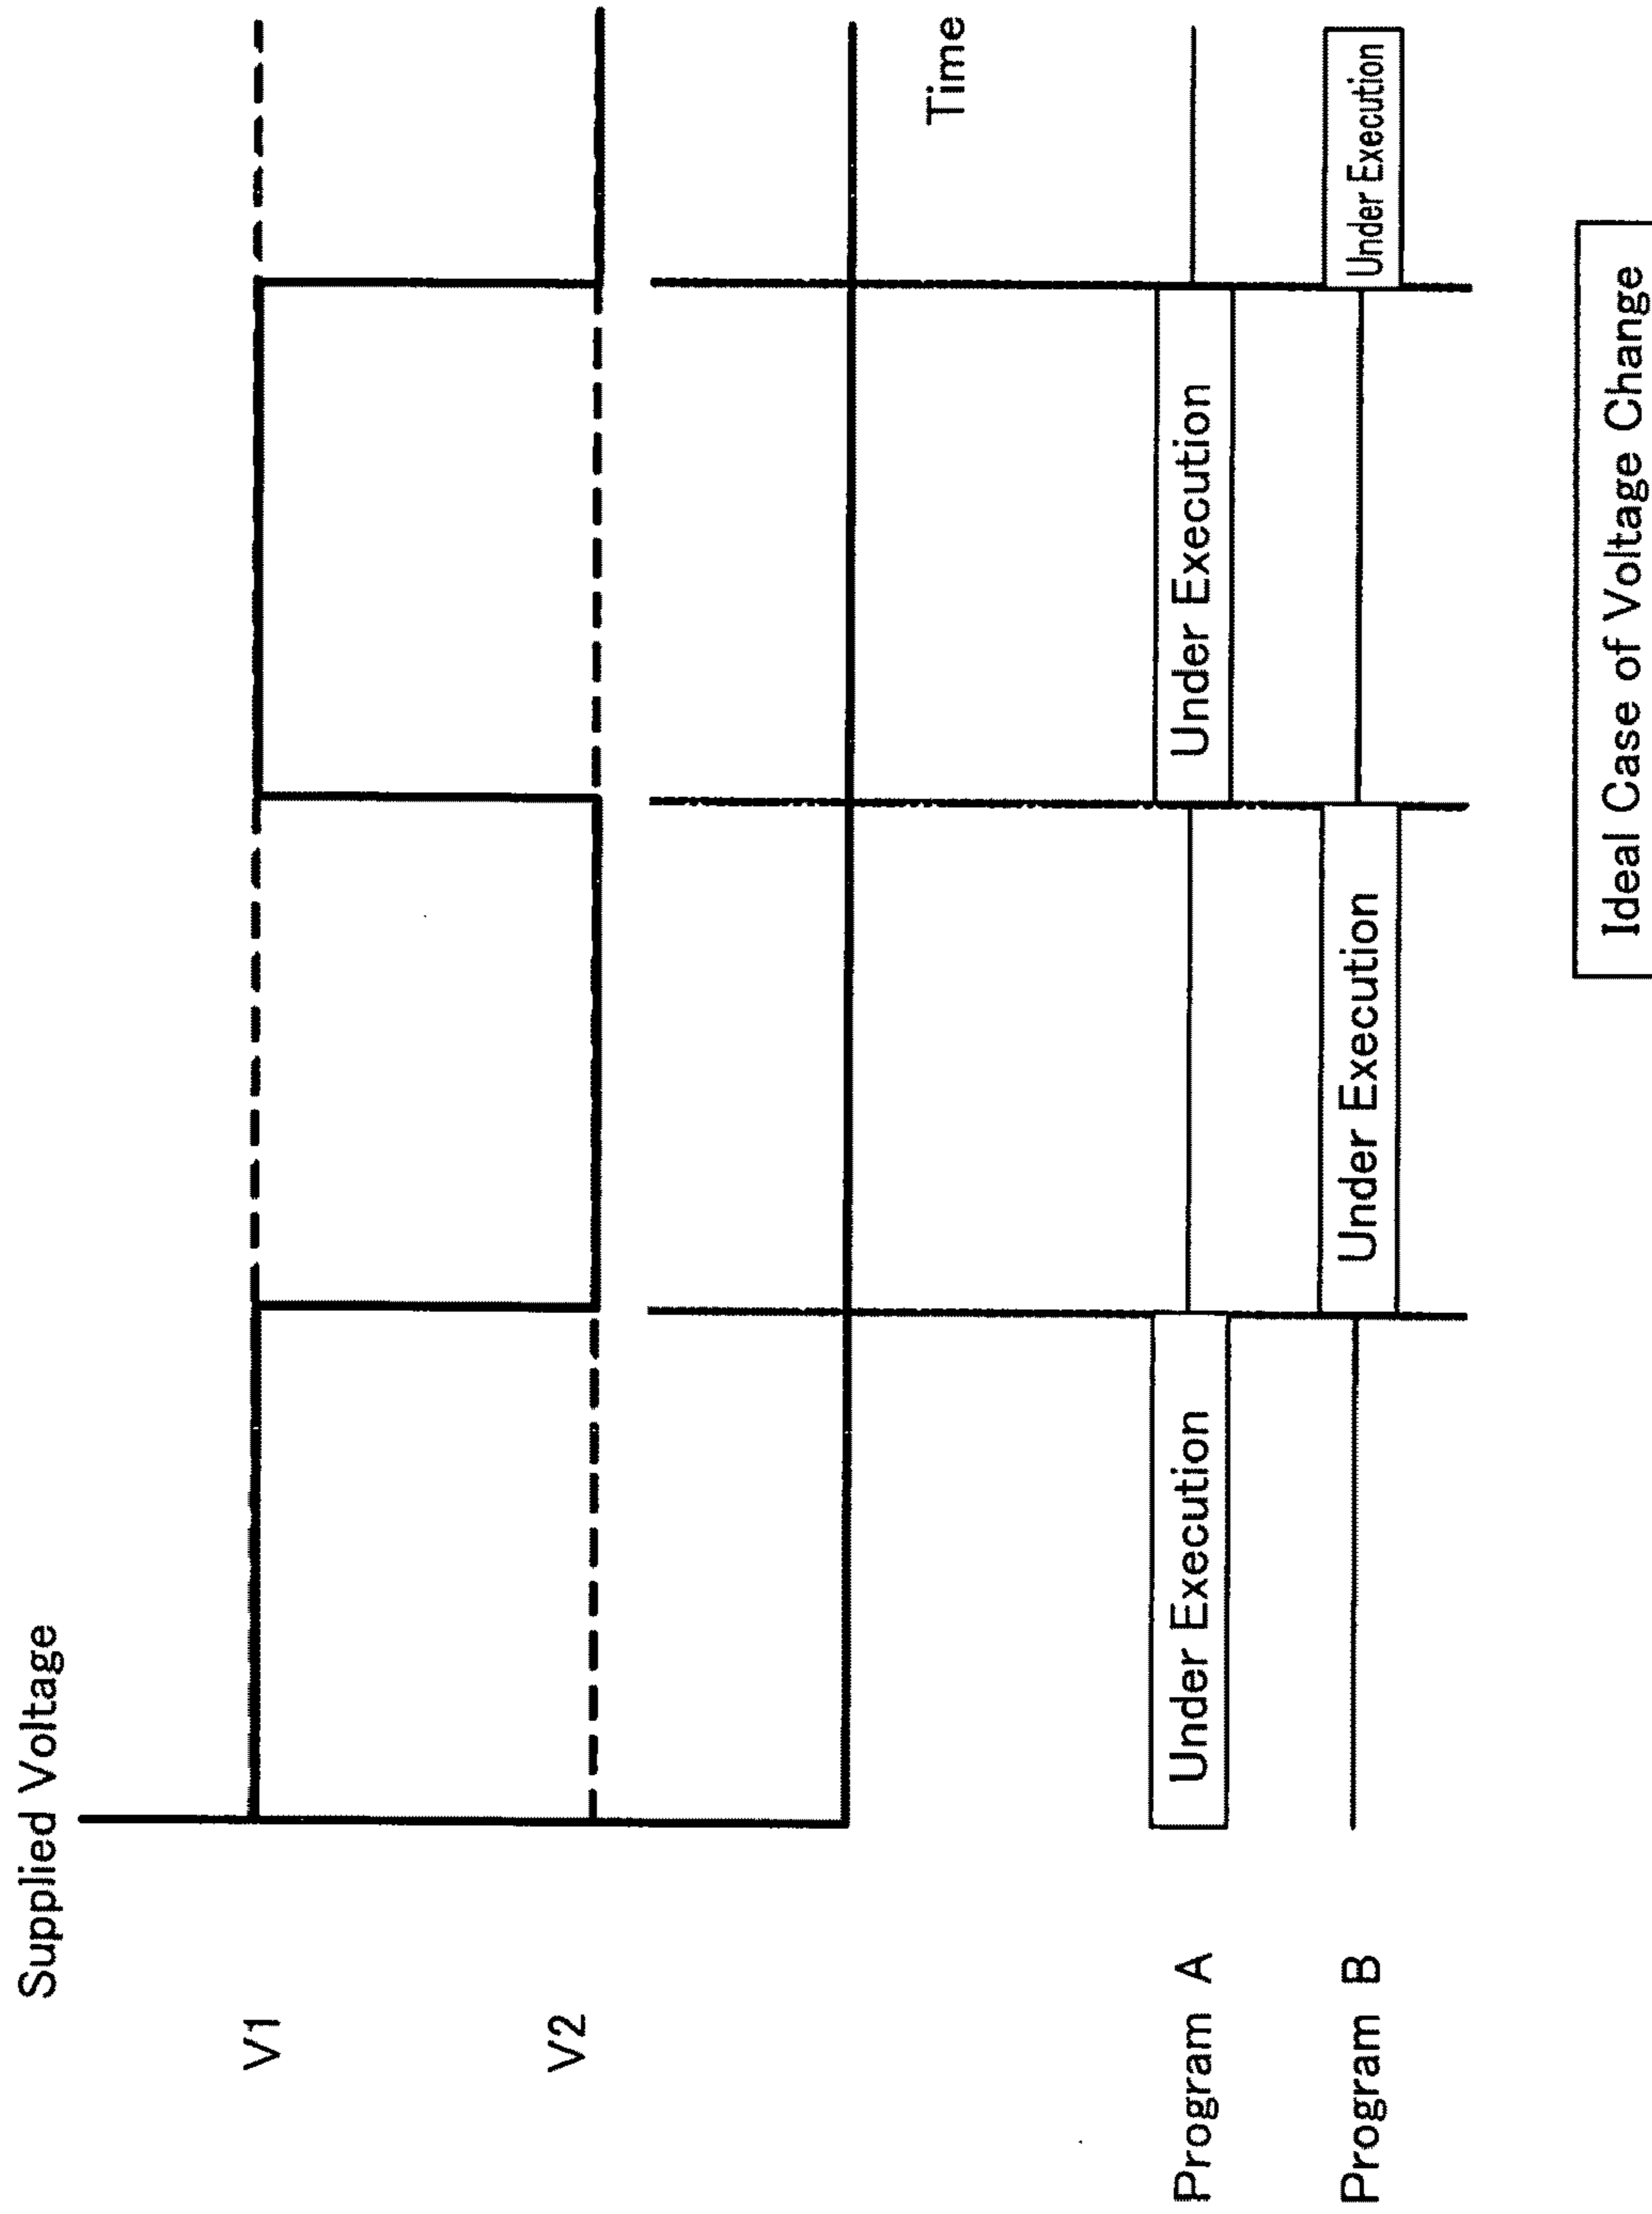 Supplied Voltage
V1
V2
Time
Program A
Under Execution
Under Execution
Program B
Under Execution
Under Execution
Ideal Case of Voltage Change